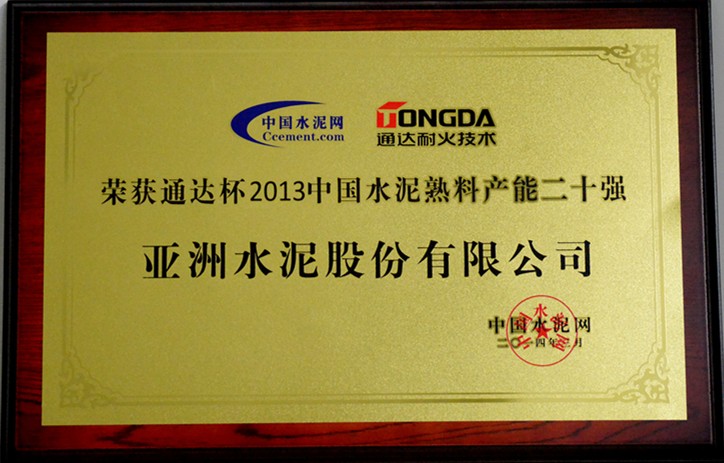 中国水泥网
Ccement.com
TONGDA
通达耐火技术
荣获通达杯2013中国水泥熟料产能二十强
亚洲水泥股份有限公司
中国水泥网
二〇一四年三月